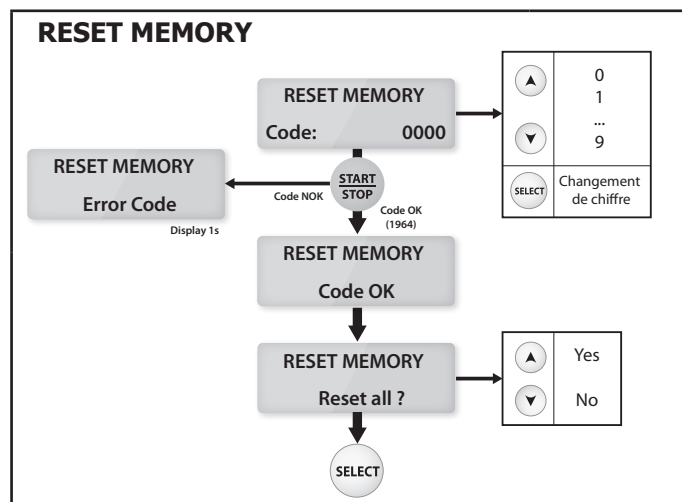 RESET MEMORY
RESET MEMORY
Code: 0000
0
1
...
9
SELECT
Changement
de chiffre
START
STOP
RESET MEMORY
Error Code
Display 1s
Code NOK
Code OK
(1964)
RESET MEMORY
Code OK
RESET MEMORY
Reset all ?
Yes
No
SELECT